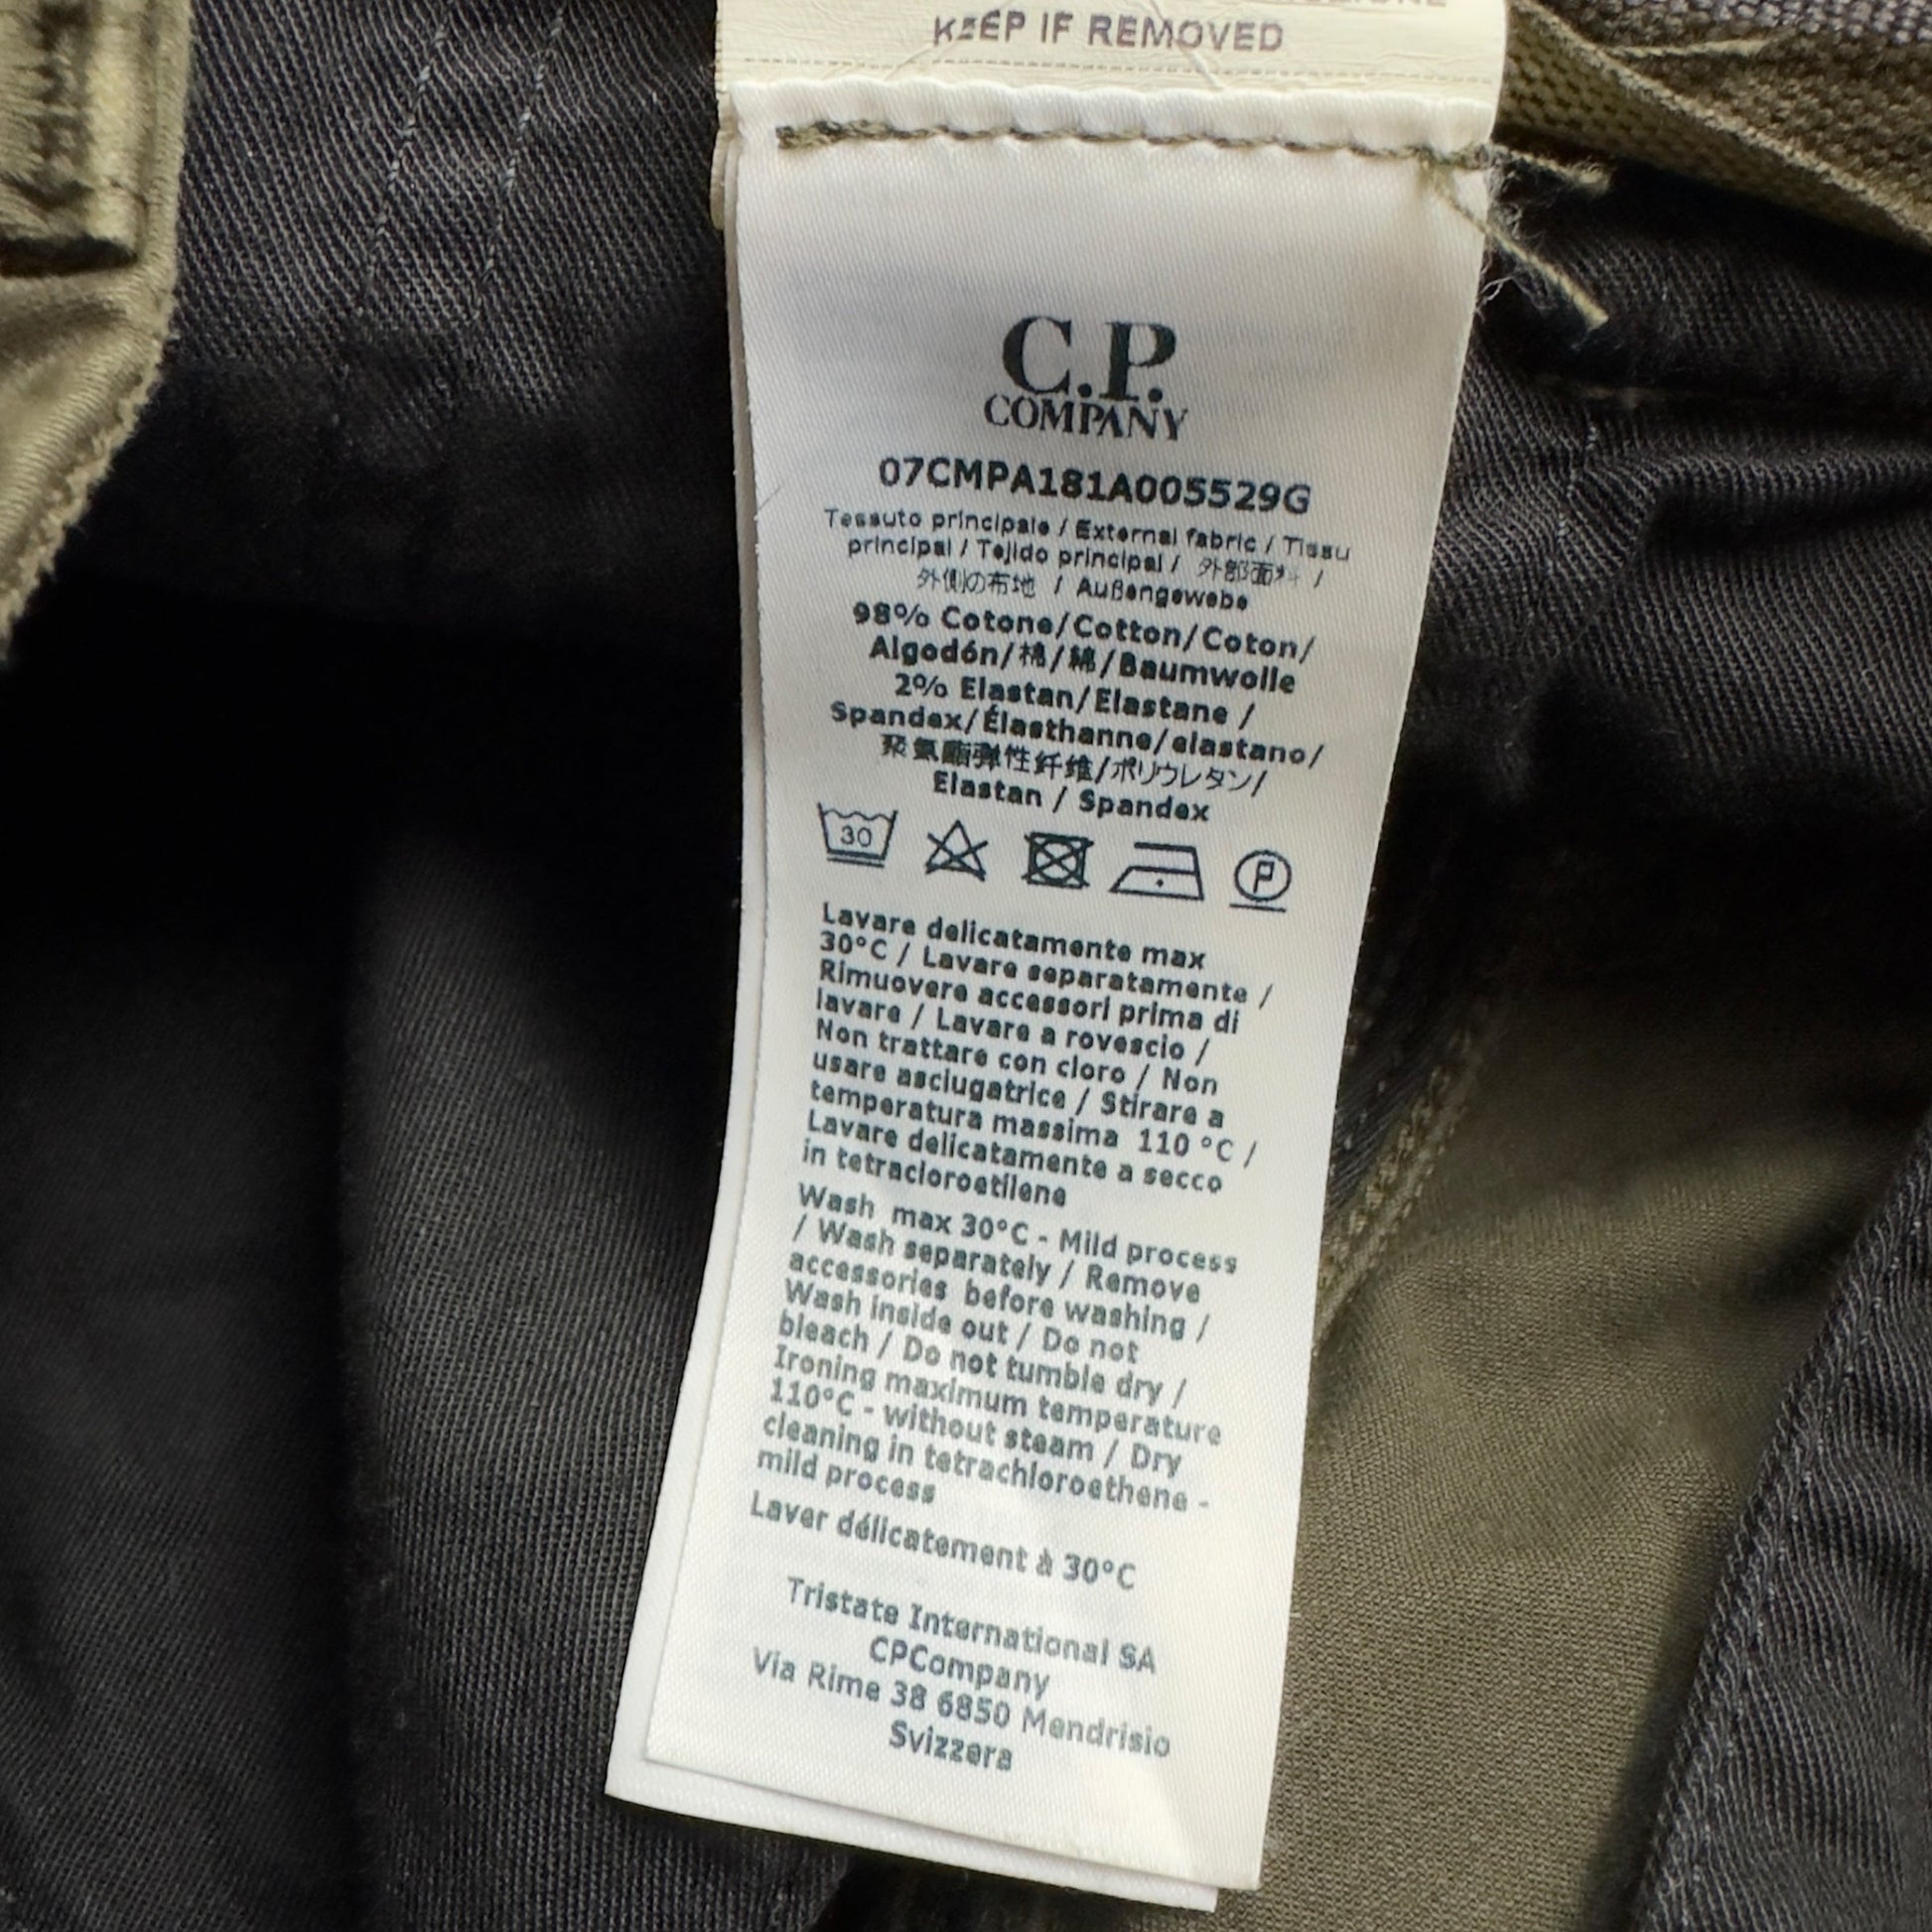 KEEP IF REMOVED
C.P.
COMPANY
07CMPA181A005529G
Tessuto principale / External fabric / Tissu
principal / Tejido principal / 外部面料 /
外側の布地 / Außengewebe
98% Cotone/Cotton/Coton/
Algodón/棉/綿/Baumwolle
2% Elastan/Elastane /
Spandex/Élasthanne/elastano/
聚氨酯弹性纤维/ポリウレタン/
Elastan / Spandex
30
P
Lavare delicatamente max
30°C / Lavare separatamente /
Rimuovere accessori prima di
lavare / Lavare a rovescio /
Non trattare con cloro / Non
usare asciugatrice / Stirare a
temperatura massima 110 °C /
Lavare delicatamente a secco
in tetracloroetilene
Wash max 30°C - Mild process
/ Wash separately / Remove
accessories before washing /
Wash inside out / Do not
bleach / Do not tumble dry /
Ironing maximum temperature
110°C - without steam / Dry
cleaning in tetrachloroethene -
mild process
Laver délicatement à 30°C
Tristate International SA
CPCompany
Via Rime 38 6850 Mendrisio
Svizzera